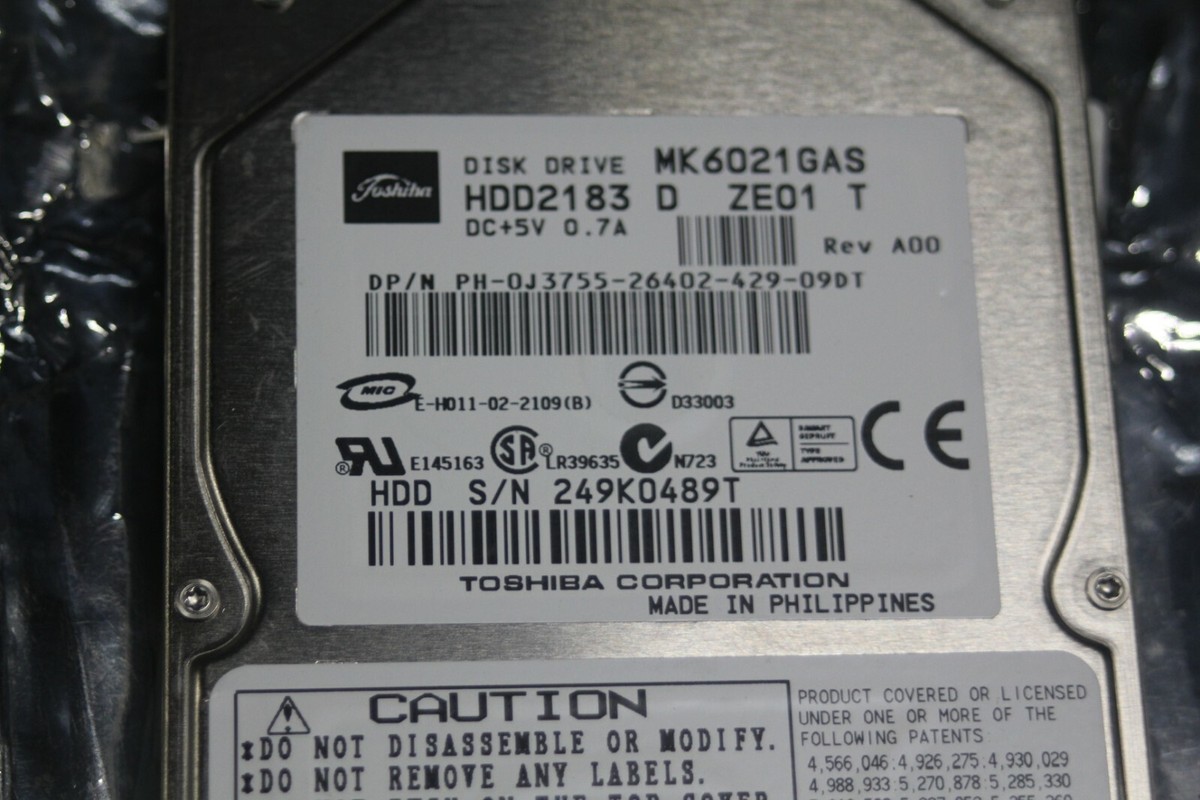 Toshiba
DISK DRIVE MK6021GAS
HDD2183 D ZE01 T
DC+5V 0.7A
Rev A00
DP/N PH-0J3755-26402-429-09DT
MIC
E-H011-02-2109(B)
D33003
E145163
SA
LR39635
N723
TYPE
APPROVED
CE
HDD S/N 249K0489T
TOSHIBA CORPORATION
MADE IN PHILIPPINES
CAUTION
*DO NOT DISASSEMBLE OR MODIFY.
*DO NOT REMOVE ANY LABELS.
PRODUCT COVERED OR LICENSED
UNDER ONE OR MORE OF THE
FOLLOWING PATENTS:
4,566,046:4,926,275:4,930,029
4,988,933:5,270,878:5,285,330